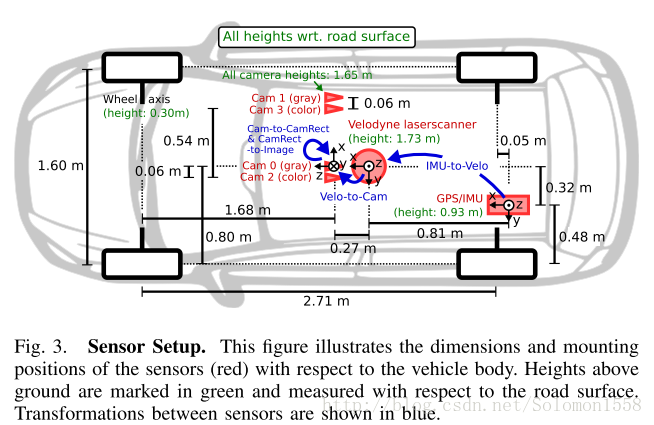 All heights wrt. road surface
All camera heights: 1.65 m
Wheel axis
(height: 0.30m)
Cam 1 (gray)
Cam 3 (color)
0.06 m
Velodyne laserscanner
(height: 1.73 m)
0.54 m
Cam-to-CamRect
& CamRect
-to-Image
0.05 m
1.60 m
0.06 m
Cam 0 (gray)
Cam 2 (color)
x
y
z
x
z
y
IMU-to-Velo
Velo-to-Cam
0.32 m
GPS/IMU
(height: 0.93 m)
x
z
y
1.68 m
0.80 m
0.81 m
0.48 m
0.27 m
2.71 m
Fig. 3. Sensor Setup. This figure illustrates the dimensions and mounting
positions of the sensors (red) with respect to the vehicle body. Heights above
ground are marked in green and measured with respect to the road surface.
Transformations between sensors are shown in blue.
http://blog.csdn.net/Solomon1558